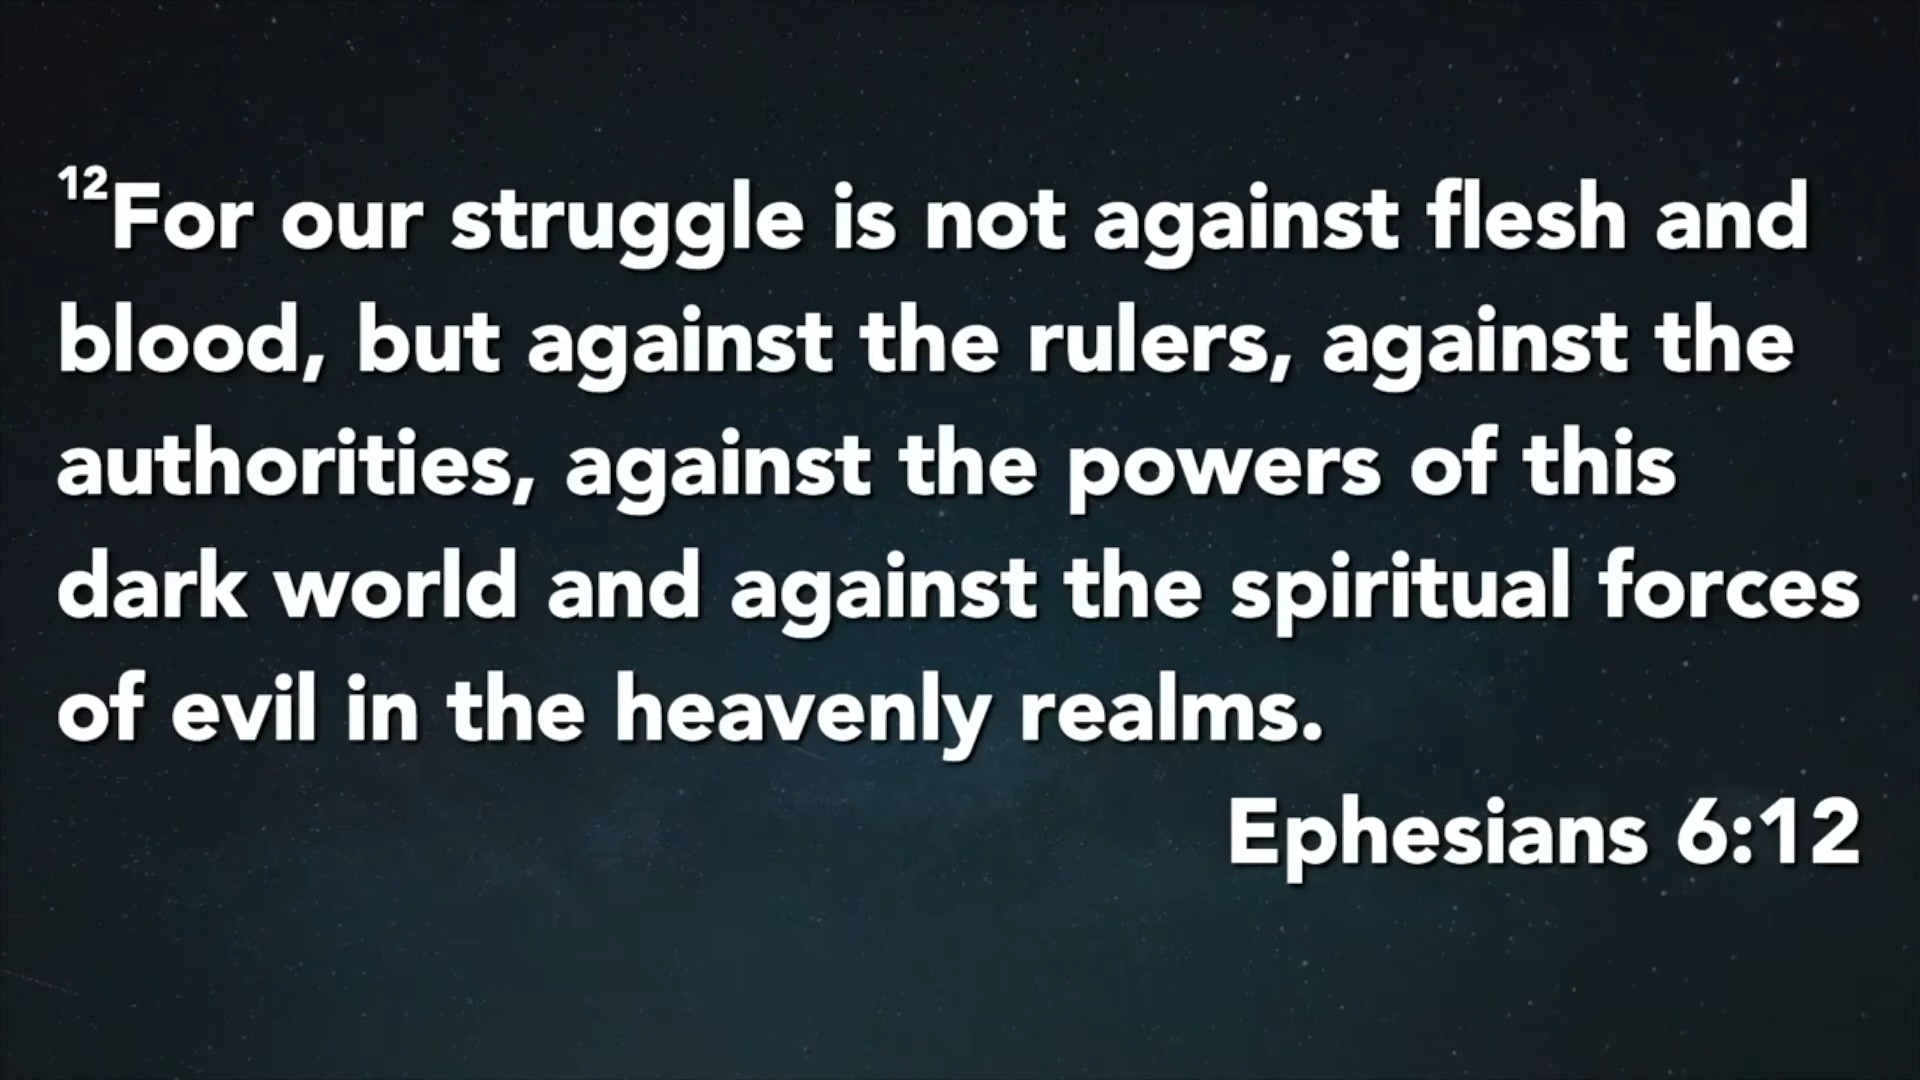 12For our struggle is not against flesh and
blood, but against the rulers, against the
authorities, against the powers of this
dark world and against the spiritual forces
of evil in the heavenly realms.
Ephesians 6:12